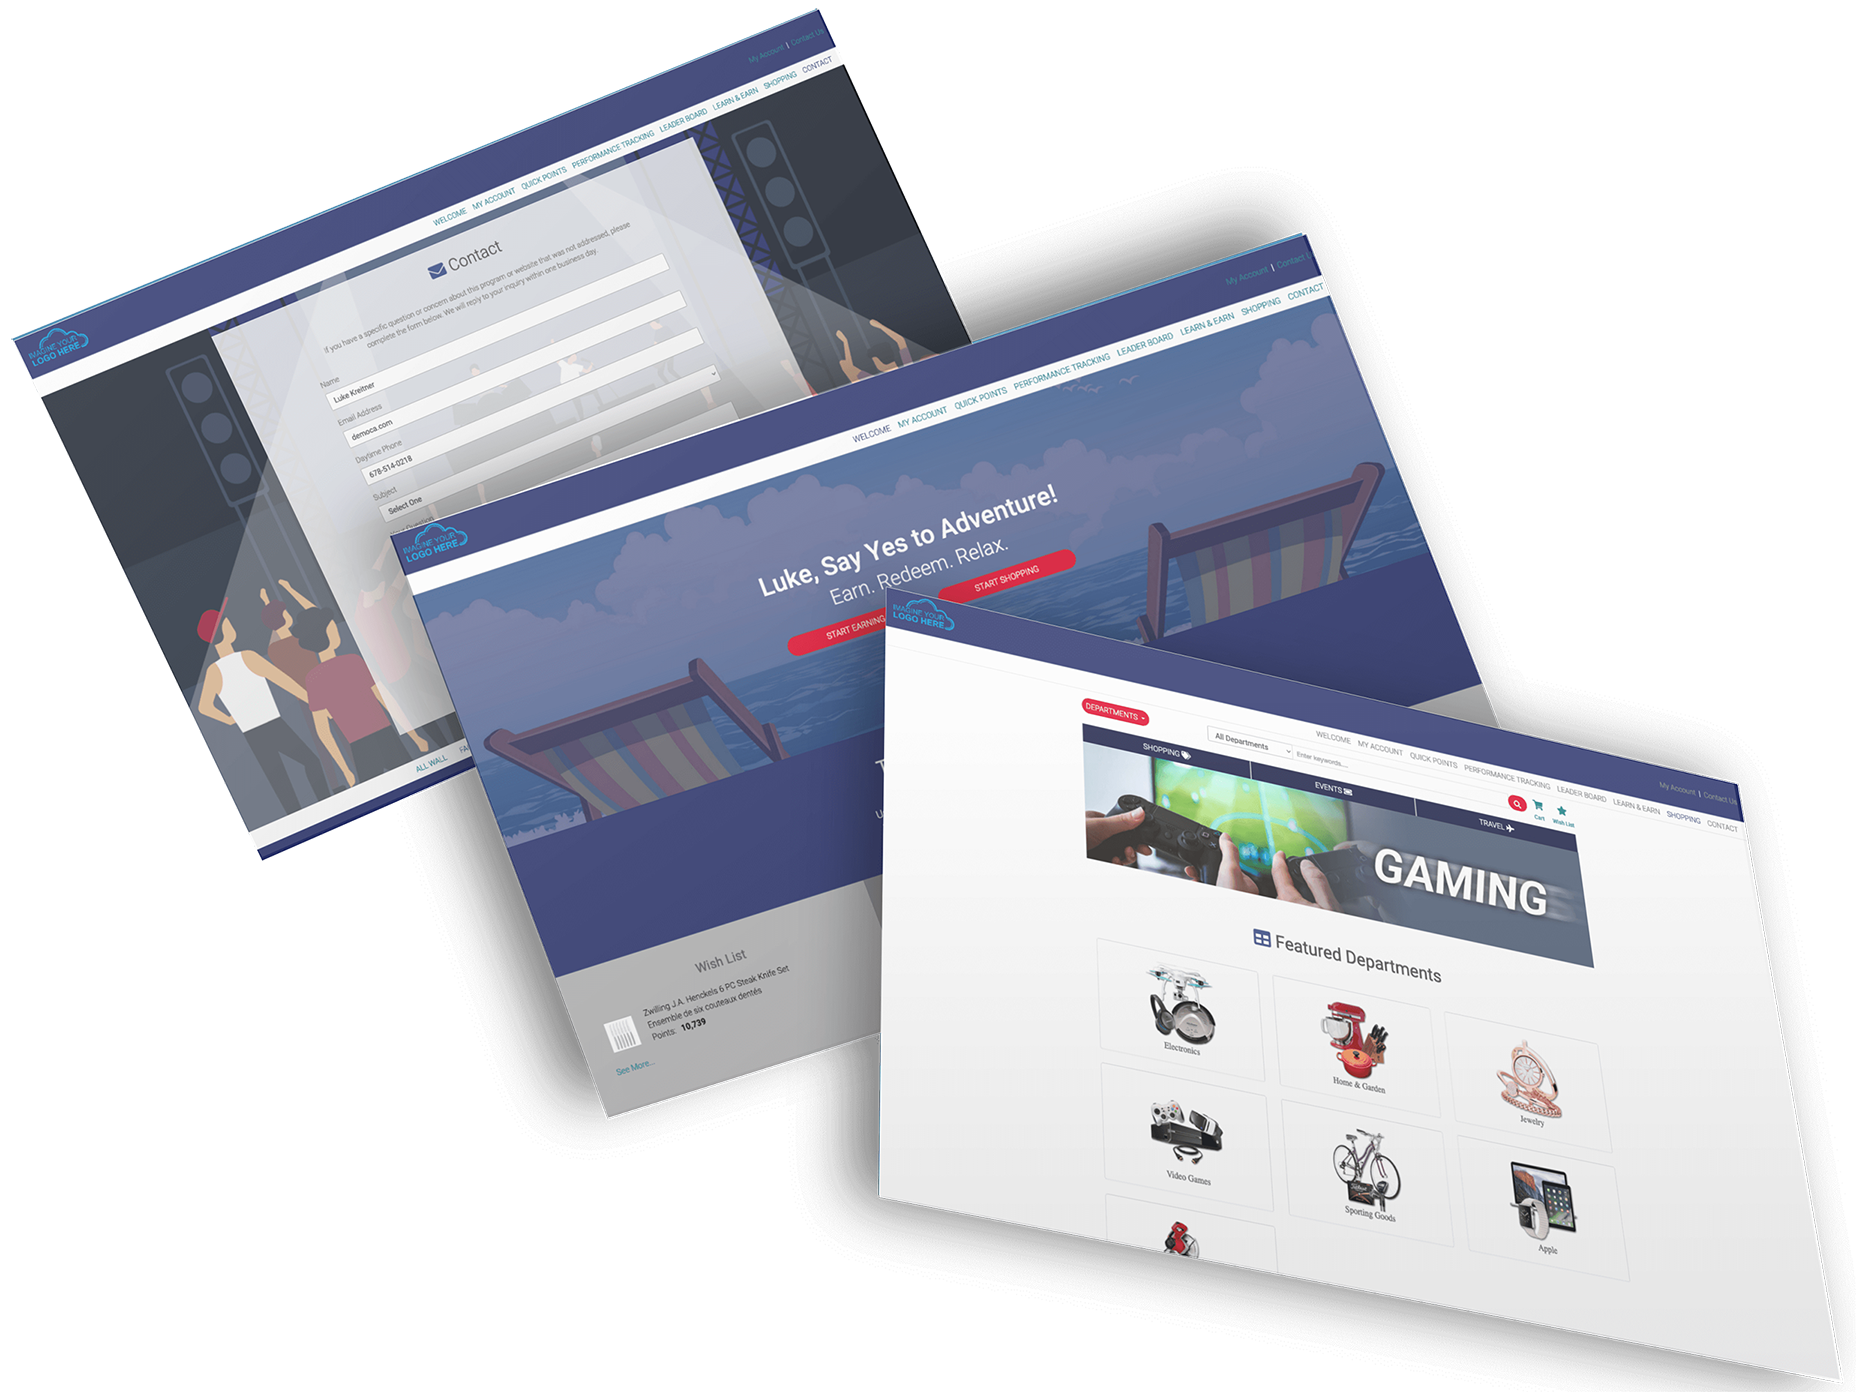 My Account | Contact Us
WELCOME MY ACCOUNT QUICK POINTS PERFORMANCE TRACKING LEADER BOARD LEARN & EARN SHOPPING CONTACT
IMAGINE YOUR
LOGO HERE
Contact
If you have a specific question or concern about this program or website that was not addressed, please
complete the form below. We will reply to your inquiry within one business day.
Name
Luke Kreitner
Email Address
democa.com
Daytime Phone
678-514-0218
Subject
Select One
Question
ALL WALL FA
My Account | Contact U
WELCOME MY ACCOUNT QUICK POINTS PERFORMANCE TRACKING LEADER BOARD LEARN & EARN SHOPPING CONTACT
IMAGINE YOUR
LOGO HERE
Luke, Say Yes to Adventure!
Earn. Redeem. Relax.
START EARNING
START SHOPPING
T
U
Wish List
Zwilling J.A. Henckels 6 PC Steak Knife Set
Ensemble de six couteaux dentés
Points: 10,739
See More...
IMAGINE YOUR
LOGO HERE
My Account | Contact Us
WELCOME MY ACCOUNT QUICK POINTS PERFORMANCE TRACKING LEADER BOARD LEARN & EARN SHOPPING CONTACT
DEPARTMENTS
All Departments
Enter keywords...
Cart
Wish List
SHOPPING
EVENTS
TRAVEL
GAMING
Featured Departments
Electronics
Home & Garden
Jewelry
Video Games
Sporting Goods
Apple